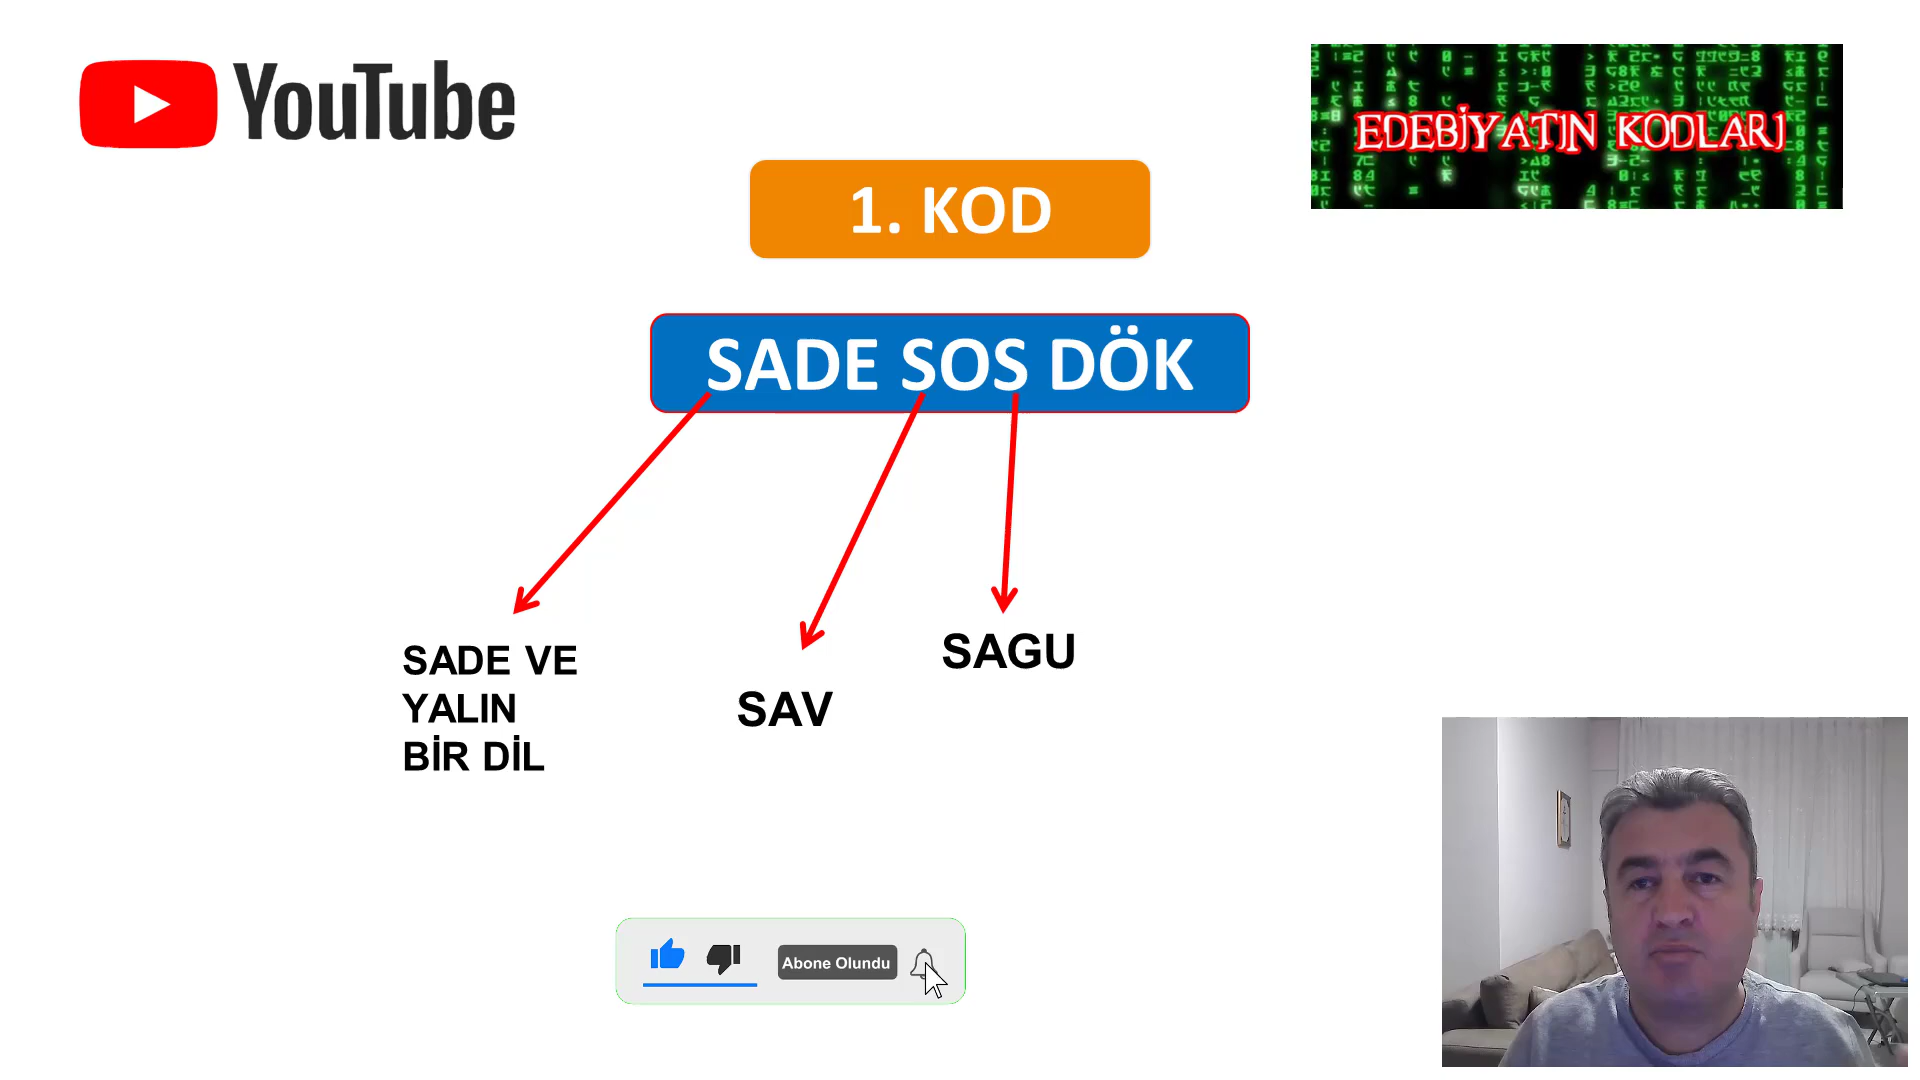 YouTube
EDEBİYATIN KODLARI
1. KOD
SADE SOS DÖK
SADE VE
YALIN
BİR DİL
SAV
SAGU
Abone Olundu